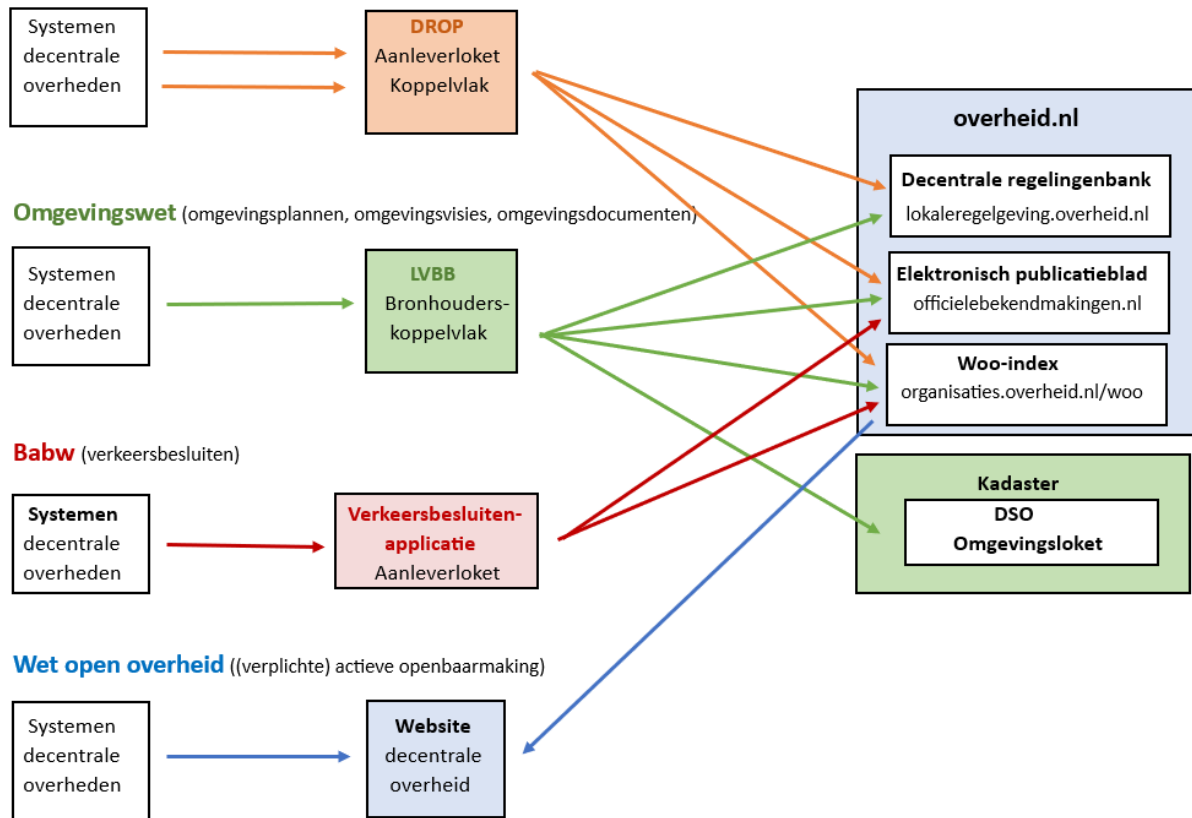 Systemen
decentrale
overheden
DROP
Aanleverloket
Koppelvlak
overheid.nl
Decentrale regelingenbank
lokaleregelgeving.overheid.nl
Elektronisch publicatieblad
officielebekendmakingen.nl
Woo-index
organisaties.overheid.nl/woo
Omgevingswet (omgevingsplannen, omgevingsvisies, omgevingsdocumenten)
Systemen
decentrale
overheden
LVBB
Bronhouders-
koppelvlak
Kadaster
DSO
Omgevingsloket
Babw (verkeersbesluiten)
Systemen
decentrale
overheden
Verkeersbesluiten-
applicatie
Aanleverloket
Wet open overheid ((verplichte) actieve openbaarmaking)
Systemen
decentrale
overheden
Website
decentrale
overheid